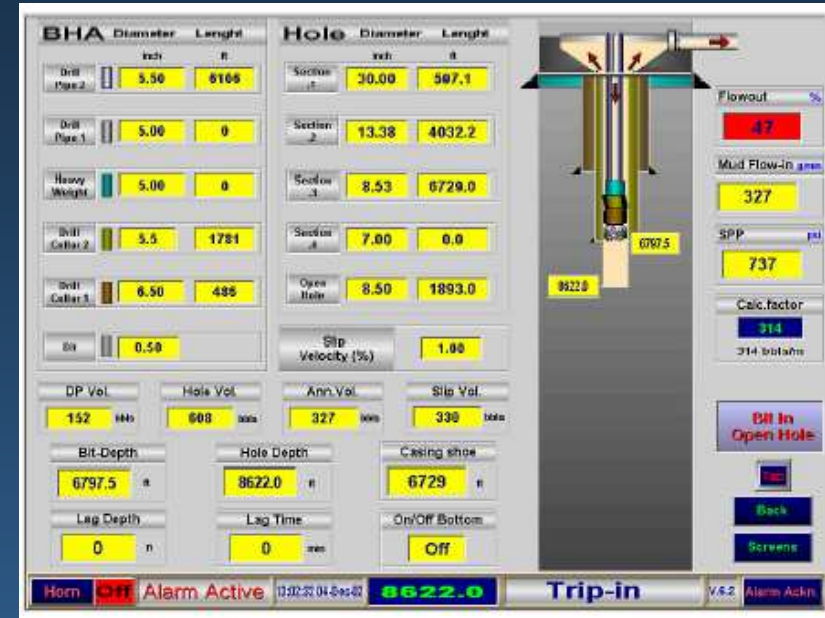 BHA Diameter Lenght
inch ft
Drill Pipe 2 5.50 6106
Drill Pipe 1 5.00 0
Heavy Weight 5.00 0
Drill Collar 2 5.5 1781
Drill Collar 1 6.50 486
Bit 0.50
Hole Diameter Lenght
inch ft
Section .1 30.00 597.1
Section .2 13.38 4032.2
Section .3 8.53 6729.0
Section .4 7.00 0.0
Open Hole 8.50 1893.0
Slip Velocity (%) 1.00
DP Vol. Hole Vol. Ann.Vol. Slip Vol.
152 bbls 608 bbls 327 bbls 330 bbls
Bit-Depth Hole Depth Casing shoe
6797.5 ft 8622.0 ft 6729 ft
Lag Depth Lag Time On/Off Bottom
0 ft 0 Off
6797.5
8622.0
Flowout %
47
Mud Flow-in
327
SPP psi
737
Calc.factor
314
314 bbls/ns
Bit In Open Hole
Back
Screens
Horn Off Alarm Active 8622.0 Trip-in V.6.2 Alarm Ackn.